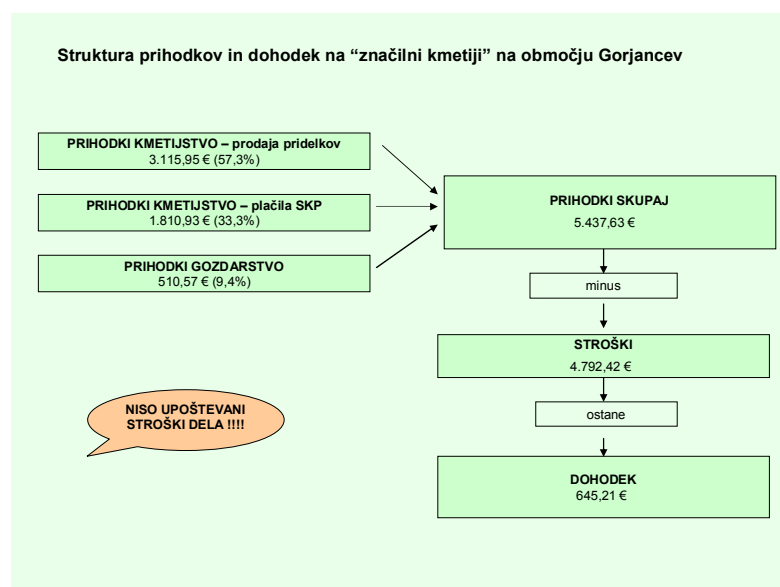 Struktura prihodkov in dohodek na “značilni kmetiji” na območju Gorjancev
PRIHODKI KMETIJSTVO – prodaja pridelkov
3.115,95 € (57,3%)
PRIHODKI KMETIJSTVO – plačila SKP
1.810,93 € (33,3%)
PRIHODKI GOZDARSTVO
510,57 € (9,4%)
PRIHODKI SKUPAJ
5.437,63 €
minus
STROŠKI
4.792,42 €
ostane
DOHODEK
645,21 €
NISO UPOŠTEVANI
STROŠKI DELA !!!!